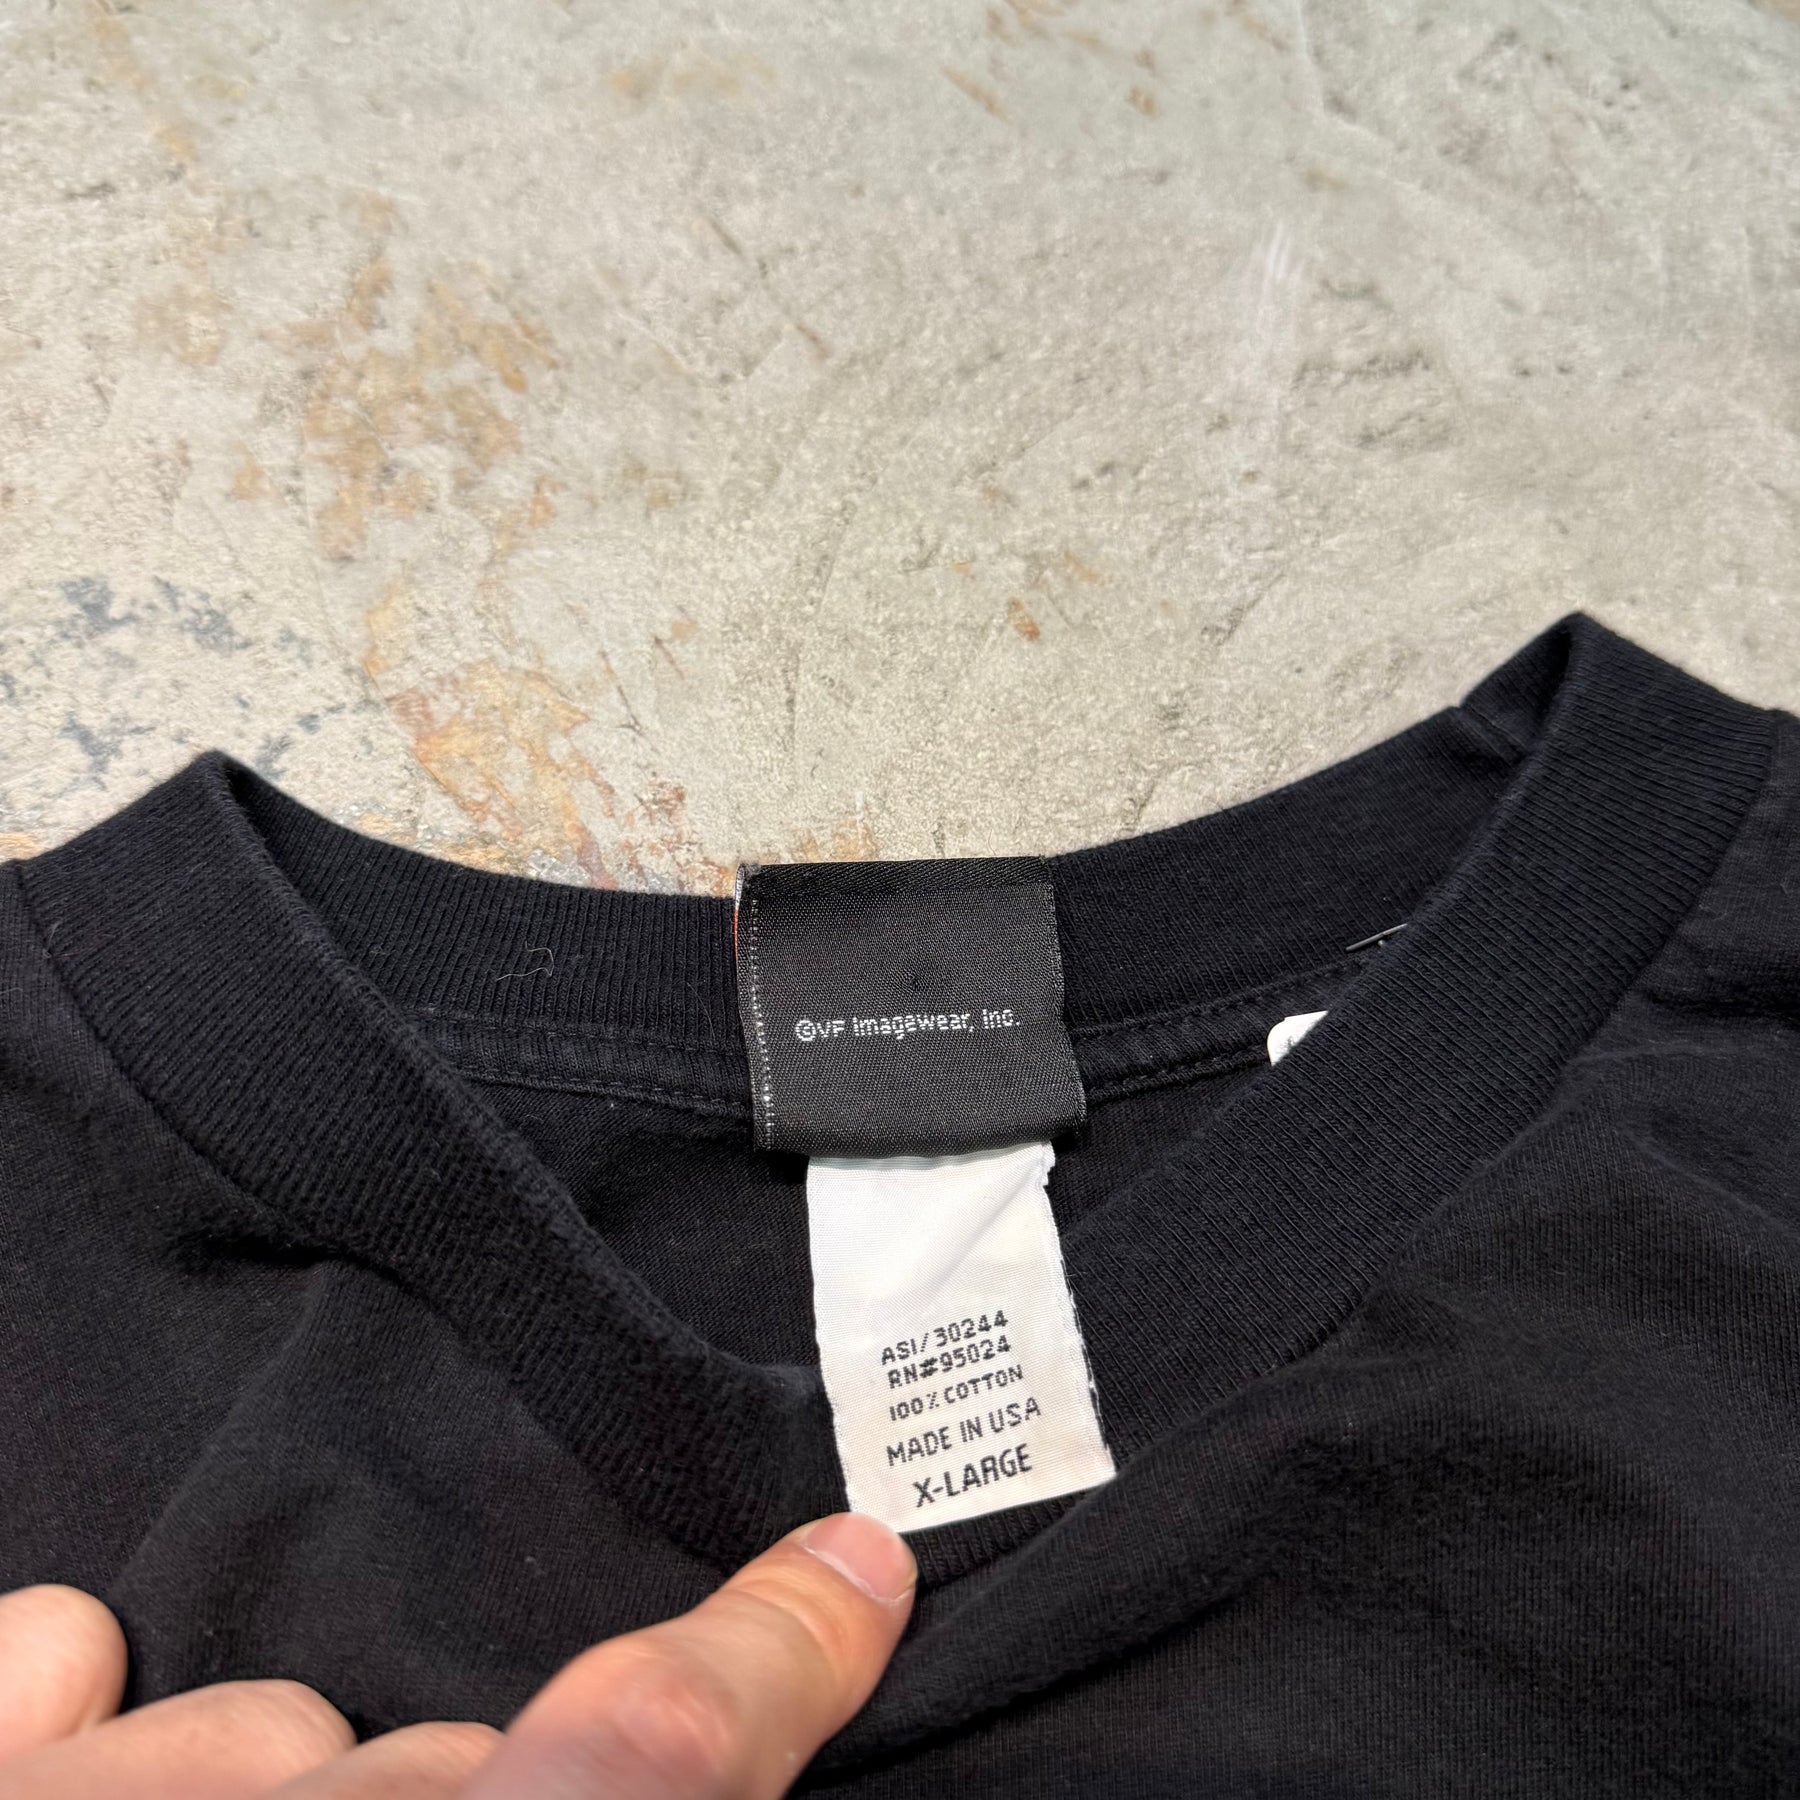 ©VF Imagewear, Inc.
ASI/30244
RN#95024
100% COTTON
MADE IN USA
X-LARGE